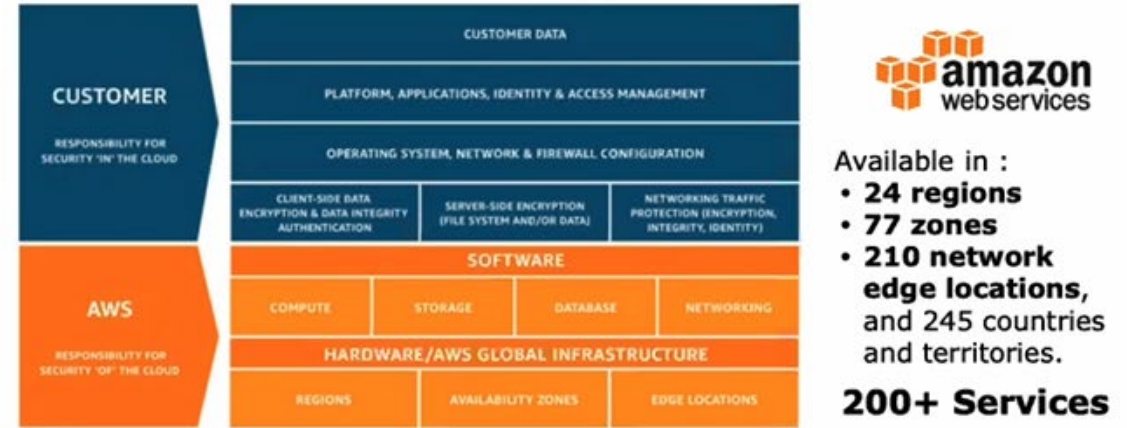 CUSTOMER
RESPONSIBILITY FOR
SECURITY 'IN' THE CLOUD
CUSTOMER DATA
PLATFORM, APPLICATIONS, IDENTITY & ACCESS MANAGEMENT
OPERATING SYSTEM, NETWORK & FIREWALL CONFIGURATION
CLIENT-SIDE DATA
ENCRYPTION & DATA INTEGRITY
AUTHENTICATION
SERVER-SIDE ENCRYPTION
(FILE SYSTEM AND/OR DATA)
NETWORKING TRAFFIC
PROTECTION (ENCRYPTION,
INTEGRITY, IDENTITY)
AWS
RESPONSIBILITY FOR
SECURITY 'OF' THE CLOUD
SOFTWARE
COMPUTE
STORAGE
DATABASE
NETWORKING
HARDWARE/AWS GLOBAL INFRASTRUCTURE
REGIONS
AVAILABILITY ZONES
EDGE LOCATIONS
amazon
web services
Available in :
• 24 regions
• 77 zones
• 210 network
edge locations,
and 245 countries
and territories.
200+ Services